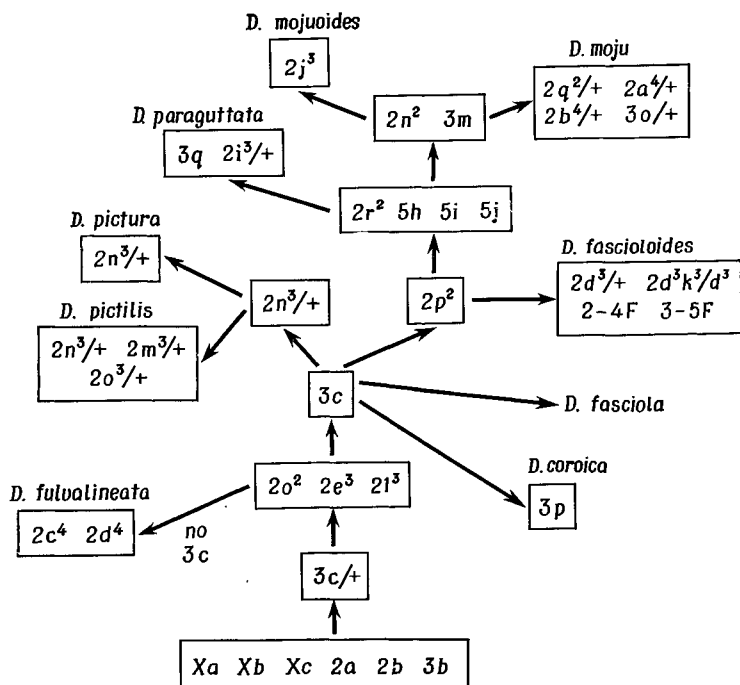 D. mojuoides
2j³
D. moju
2q²/+ 2a⁴/+
2b⁴/+ 3o/+
2n² 3m
D. paraguttata
3q 2i³/+
2r² 5h 5i 5j
D. pictura
2n³/+
D. fascioloides
2d³/+ 2d³k³/d³
2-4F 3-5F
2n³/+
2p²
D. pictilis
2n³/+ 2m³/+
2o³/+
3c
D. fasciola
D. coroica
3p
D. fulvalineata
2c⁴ 2d⁴
2o² 2e³ 2l³
no
3c
3c/+
Xa Xb Xc 2a 2b 3b